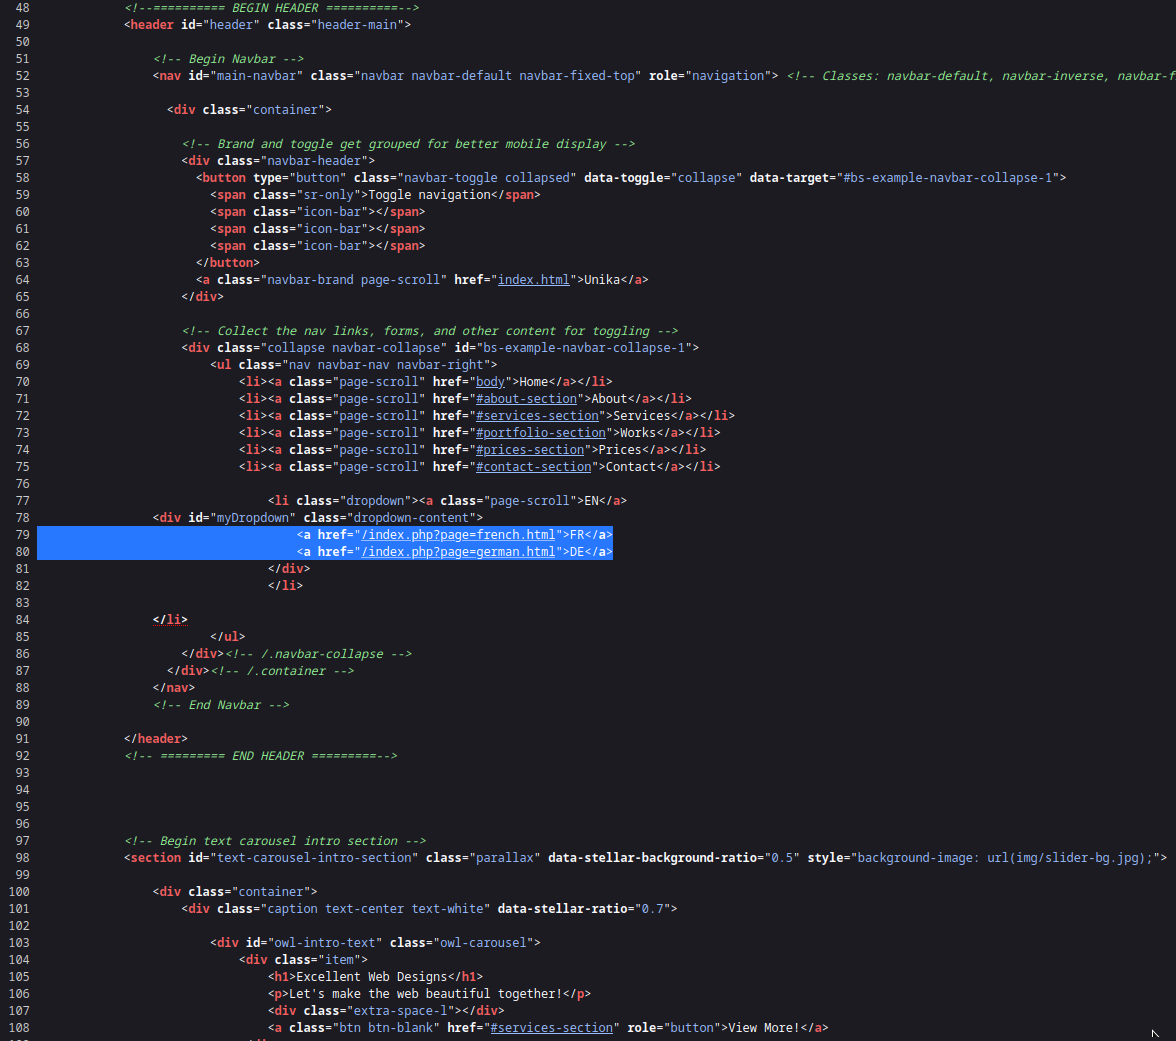 48 <!--========== BEGIN HEADER ==========-->
49 <header id="header" class="header-main">
50
51 <!-- Begin Navbar -->
52 <nav id="main-navbar" class="navbar navbar-default navbar-fixed-top" role="navigation"> <!-- Classes: navbar-default, navbar-inverse, navbar-f
53
54 <div class="container">
55
56 <!-- Brand and toggle get grouped for better mobile display -->
57 <div class="navbar-header">
58 <button type="button" class="navbar-toggle collapsed" data-toggle="collapse" data-target="#bs-example-navbar-collapse-1">
59 <span class="sr-only">Toggle navigation</span>
60 <span class="icon-bar"></span>
61 <span class="icon-bar"></span>
62 <span class="icon-bar"></span>
63 </button>
64 <a class="navbar-brand page-scroll" href="index.html">Unika</a>
65 </div>
66
67 <!-- Collect the nav links, forms, and other content for toggling -->
68 <div class="collapse navbar-collapse" id="bs-example-navbar-collapse-1">
69 <ul class="nav navbar-nav navbar-right">
70 <li><a class="page-scroll" href="body">Home</a></li>
71 <li><a class="page-scroll" href="#about-section">About</a></li>
72 <li><a class="page-scroll" href="#services-section">Services</a></li>
73 <li><a class="page-scroll" href="#portfolio-section">Works</a></li>
74 <li><a class="page-scroll" href="#prices-section">Prices</a></li>
75 <li><a class="page-scroll" href="#contact-section">Contact</a></li>
76
77 <li class="dropdown"><a class="page-scroll">EN</a>
78 <div id="myDropdown" class="dropdown-content">
79 <a href="/index.php?page=french.html">FR</a>
80 <a href="/index.php?page=german.html">DE</a>
81 </div>
82 </li>
83
84 </li>
85 </ul>
86 </div><!-- /.navbar-collapse -->
87 </div><!-- /.container -->
88 </nav>
89 <!-- End Navbar -->
90
91 </header>
92 <!-- ========= END HEADER =========-->
93
94
95
96
97 <!-- Begin text carousel intro section -->
98 <section id="text-carousel-intro-section" class="parallax" data-stellar-background-ratio="0.5" style="background-image: url(img/slider-bg.jpg);">
99
100 <div class="container">
101 <div class="caption text-center text-white" data-stellar-ratio="0.7">
102
103 <div id="owl-intro-text" class="owl-carousel">
104 <div class="item">
105 <h1>Excellent Web Designs</h1>
106 <p>Let's make the web beautiful together!</p>
107 <div class="extra-space-l"></div>
108 <a class="btn btn-blank" href="#services-section" role="button">View More!</a>